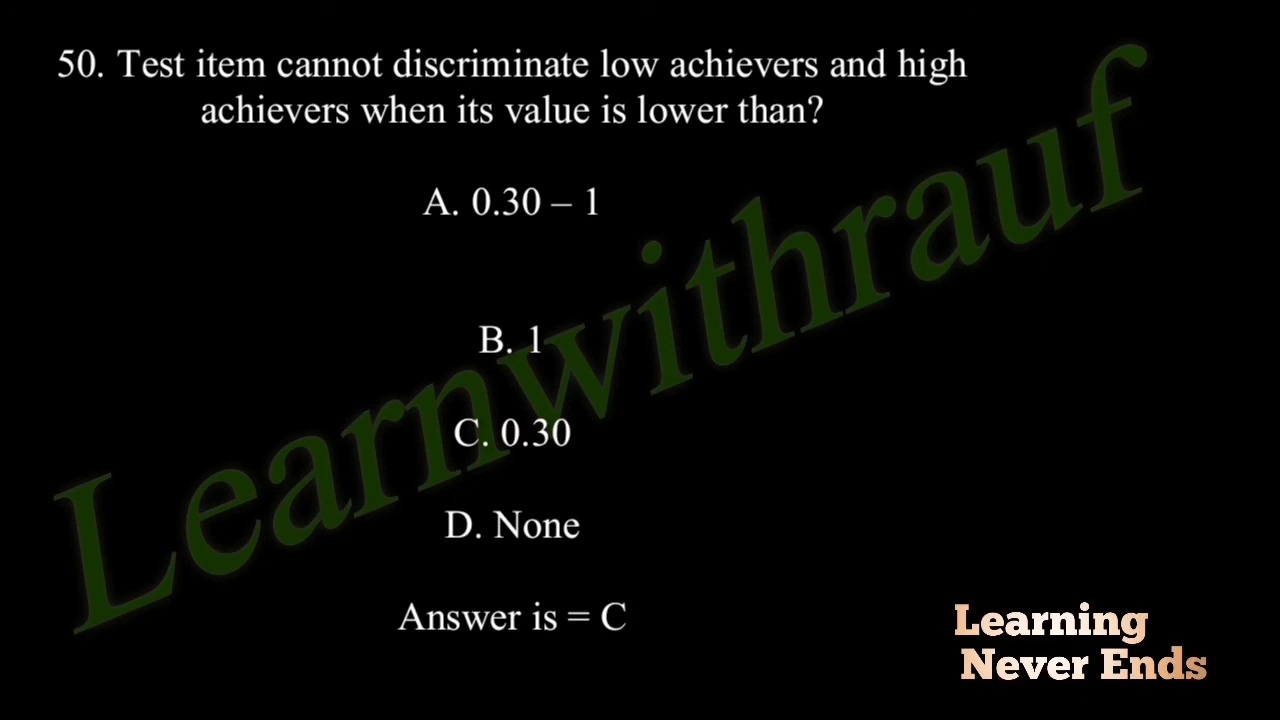 50. Test item cannot discriminate low achievers and high
achievers when its value is lower than?
A. 0.30 – 1
B. 1
C. 0.30
D. None
Answer is = C
Learnwithrauf
Learning
Never Ends